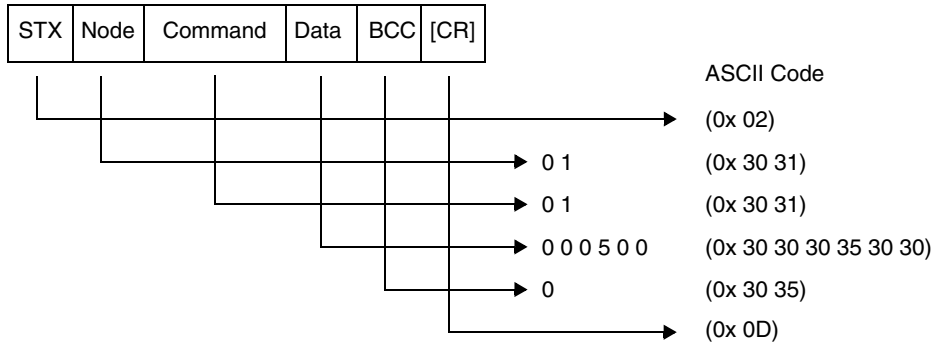 STX Node Command Data BCC [CR]
ASCII Code
(0x 02)
0 1 (0x 30 31)
0 1 (0x 30 31)
0 0 0 5 0 0 (0x 30 30 30 35 30 30)
0 (0x 30 35)
(0x 0D)